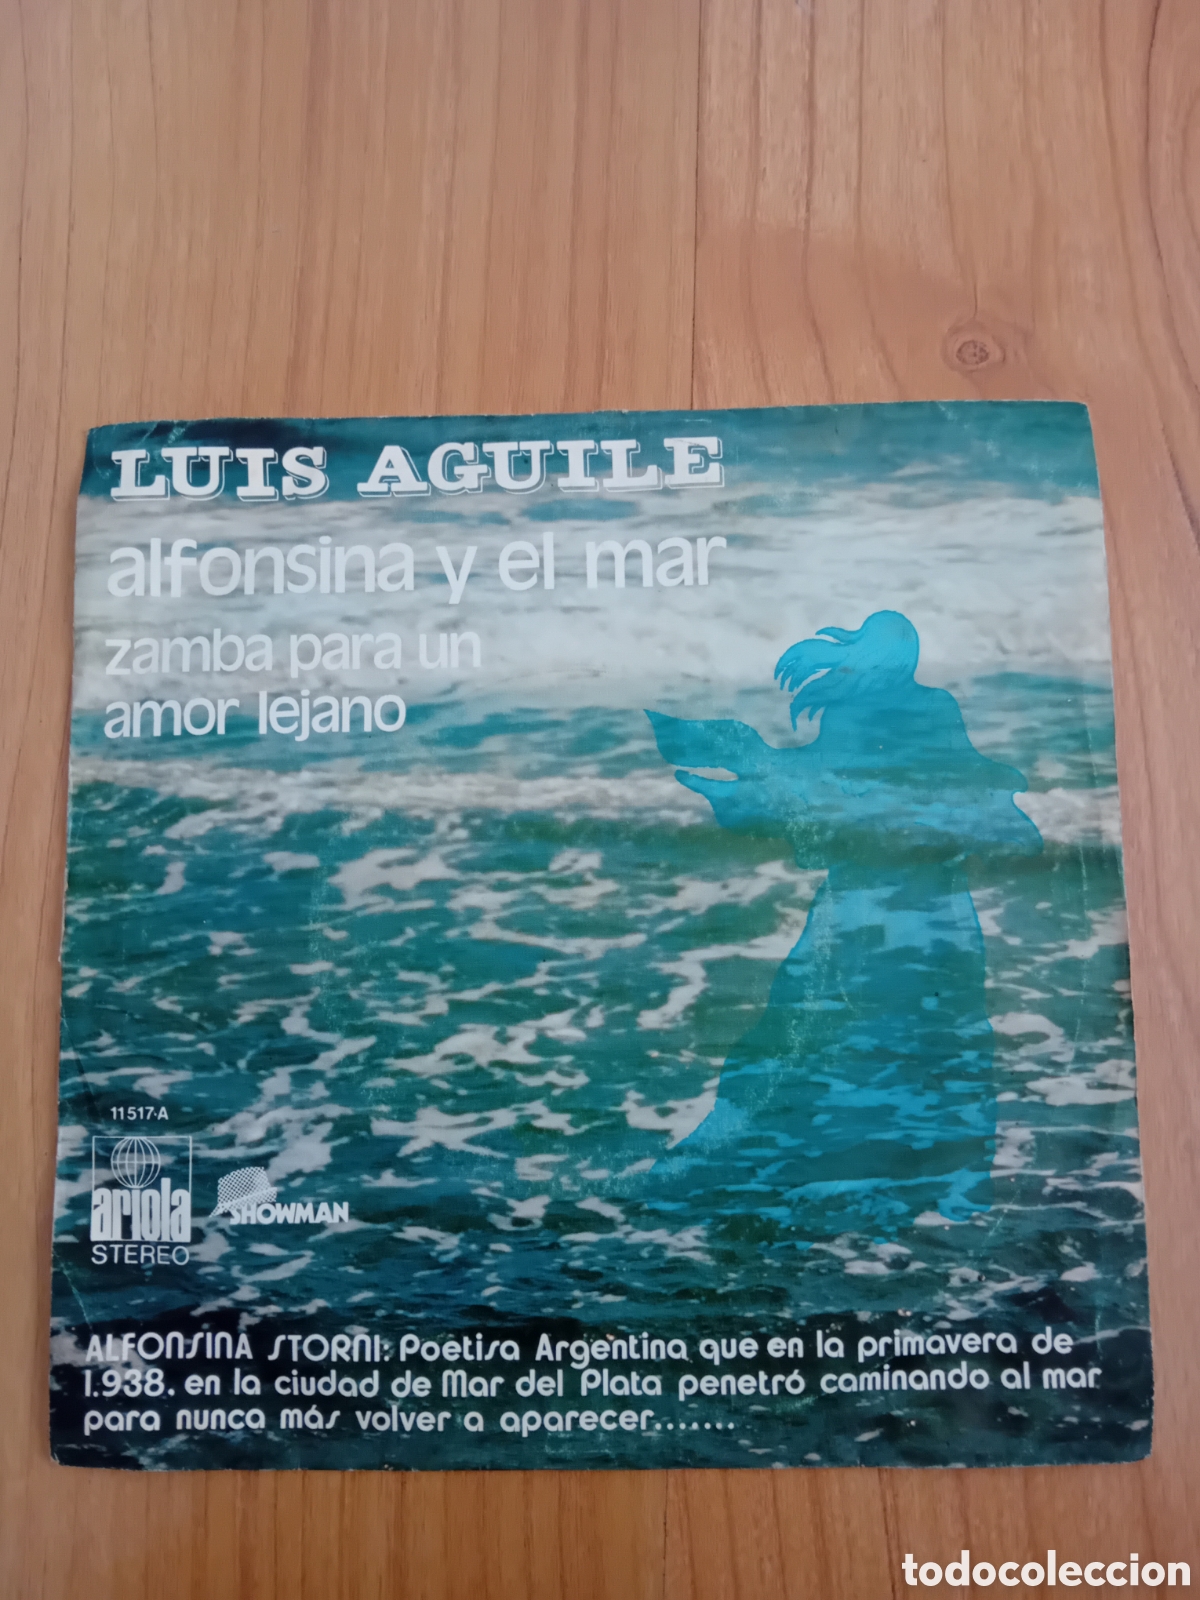 LUIS AGUILE
alfonsina y el mar
zamba para un
amor lejano
11517-A
ariola
STEREO
SHOWMAN
ALFONSINA STORNI: Poetisa Argentina que en la primavera de
1.938. en la ciudad de Mar del Plata penetró caminando al mar
para nunca más volver a aparecer.......
todocoleccion